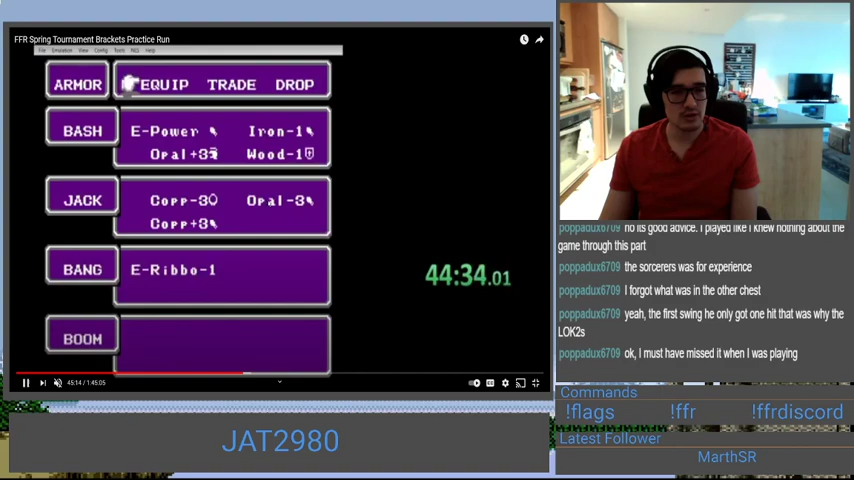 FFR Spring Tournament Brackets Practice Run
File Emulation View Config Tools NES Help
ARMOR EQUIP TRADE DROP
BASH E-Power Iron-1
Opal+3 Wood-1
JACK Copp-3 Opal-3
Copp+3
BANG E-Ribbo-1
BOOM
44:34.01
45:14 / 1:45:05
JAT2980
poppadux6709 no its good advice. I played like I knew nothing about the
game through this part
poppadux6709 the sorcerers was for experience
poppadux6709 I forgot what was in the other chest
poppadux6709 yeah, the first swing he only got one hit that was why the
LOK2s
poppadux6709 ok, I must have missed it when I was playing
Commands
!flags !ffr !ffrdiscord
Latest Follower
MarthSR